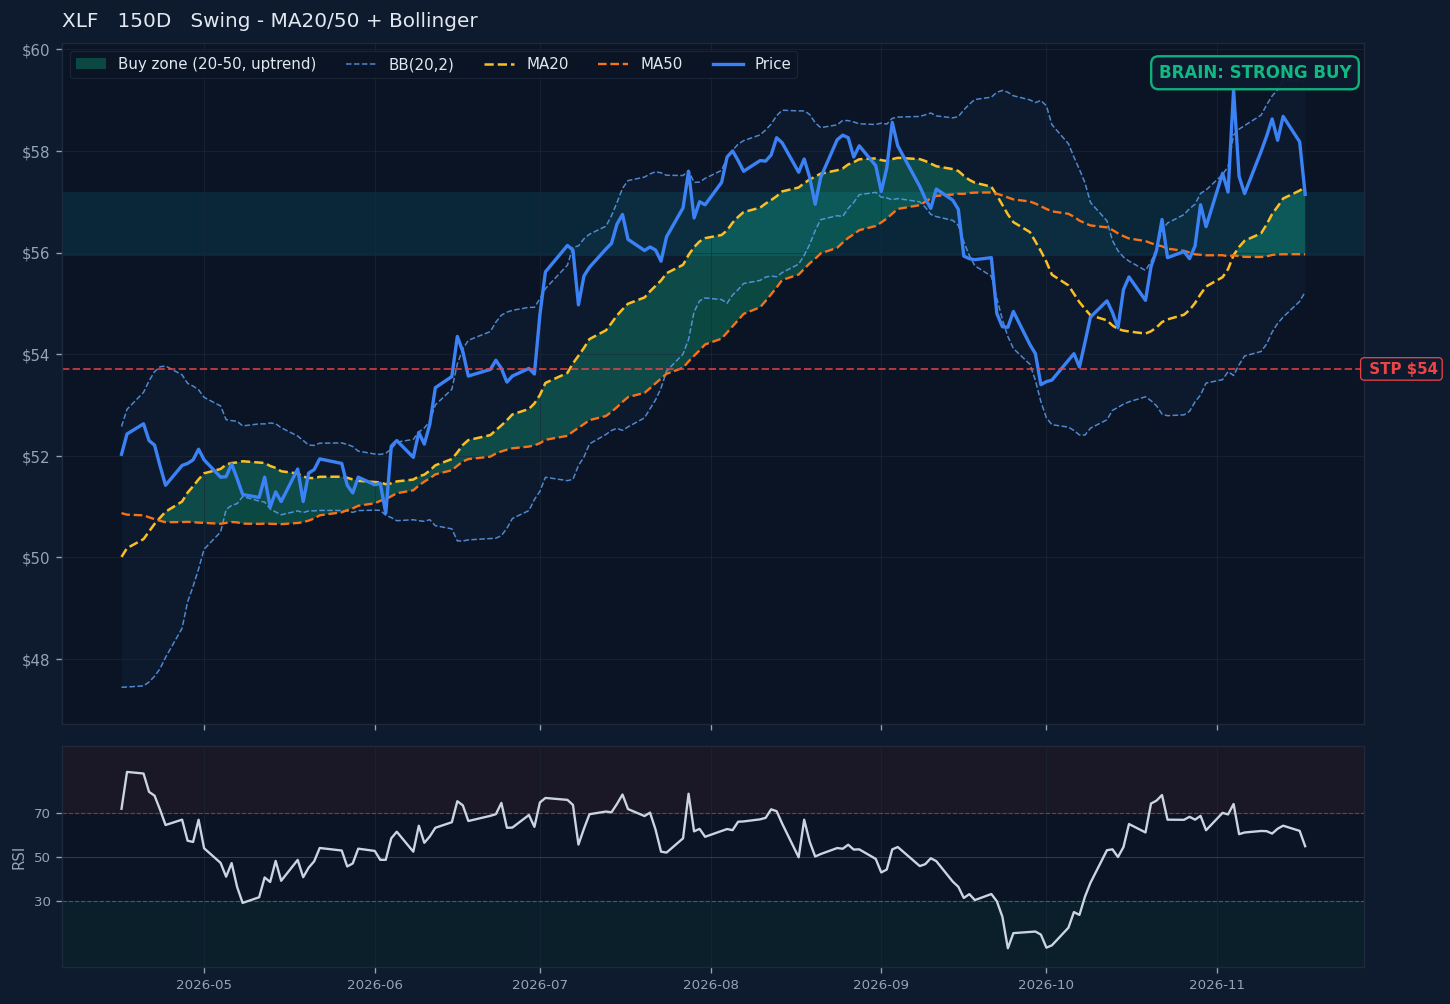 XLF   150D   Swing - MA20/50 + Bollinger
Buy zone (20-50, uptrend)   BB(20,2)   MA20   MA50   Price
BRAIN: STRONG BUY
$60
$58
$56
$54
$52
$50
$48
STP $54
RSI
70
50
30
2026-05   2026-06   2026-07   2026-08   2026-09   2026-10   2026-11